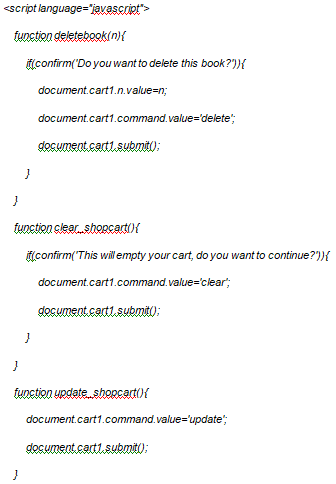 <script language="javascript">
function deletebook(n){
if(confirm('Do you want to delete this book?')){
document.cart1.n.value=n;
document.cart1.command.value='delete';
document.cart1.submit();
}
}
function clear_shopcart(){
if(confirm('This will empty your cart, do you want to continue?')){
document.cart1.command.value='clear';
document.cart1.submit();
}
}
function update_shopcart(){
document.cart1.command.value='update';
document.cart1.submit();
}